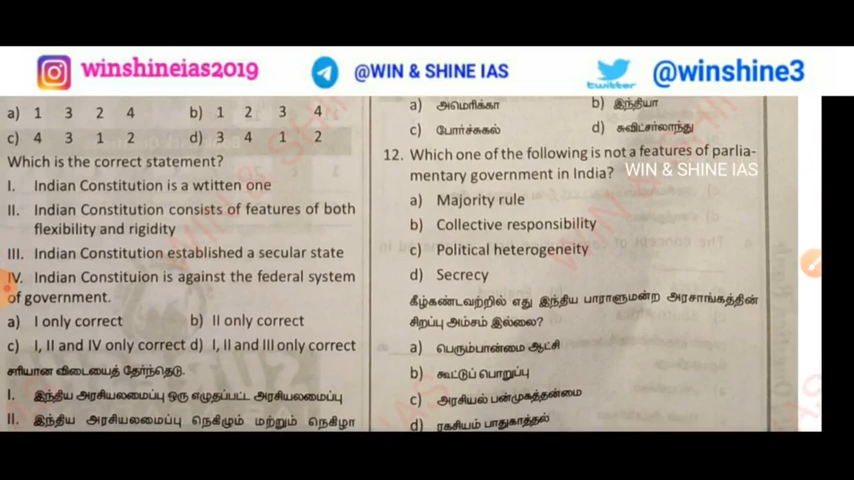 winshineias2019
@WIN & SHINE IAS
twitter
@winshine3
a) 1 3 2 4 b) 1 2 3 4
c) 4 3 1 2 d) 3 4 1 2
Which is the correct statement?
I. Indian Constitution is a wtitten one
II. Indian Constitution consists of features of both
flexibility and rigidity
III. Indian Constitution established a secular state
IV. Indian Constituion is against the federal system
of government.
a) I only correct b) II only correct
c) I, II and IV only correct d) I, II and III only correct
சரியான விடையைத் தேர்ந்தெடு.
I. இந்திய அரசியலமைப்பு ஒரு எழுதப்பட்ட அரசியலமைப்பு
II. இந்திய அரசியலமைப்பு நெகிழும் மற்றும் நெகிழா
a) அமெரிக்கா b) இந்தியா
c) போர்ச்சுகல் d) சுவிட்சர்லாந்து
12. Which one of the following is not a features of parlia-
mentary government in India?
WIN & SHINE IAS
a) Majority rule
b) Collective responsibility
c) Political heterogeneity
d) Secrecy
கீழ்கண்டவற்றில் எது இந்திய பாராளுமன்ற அரசாங்கத்தின்
சிறப்பு அம்சம் இல்லை?
a) பெரும்பான்மை ஆட்சி
b) கூட்டுப் பொறுப்பு
c) அரசியல் பன்முகத்தன்மை
d) ரகசியம் பாதுகாத்தல்